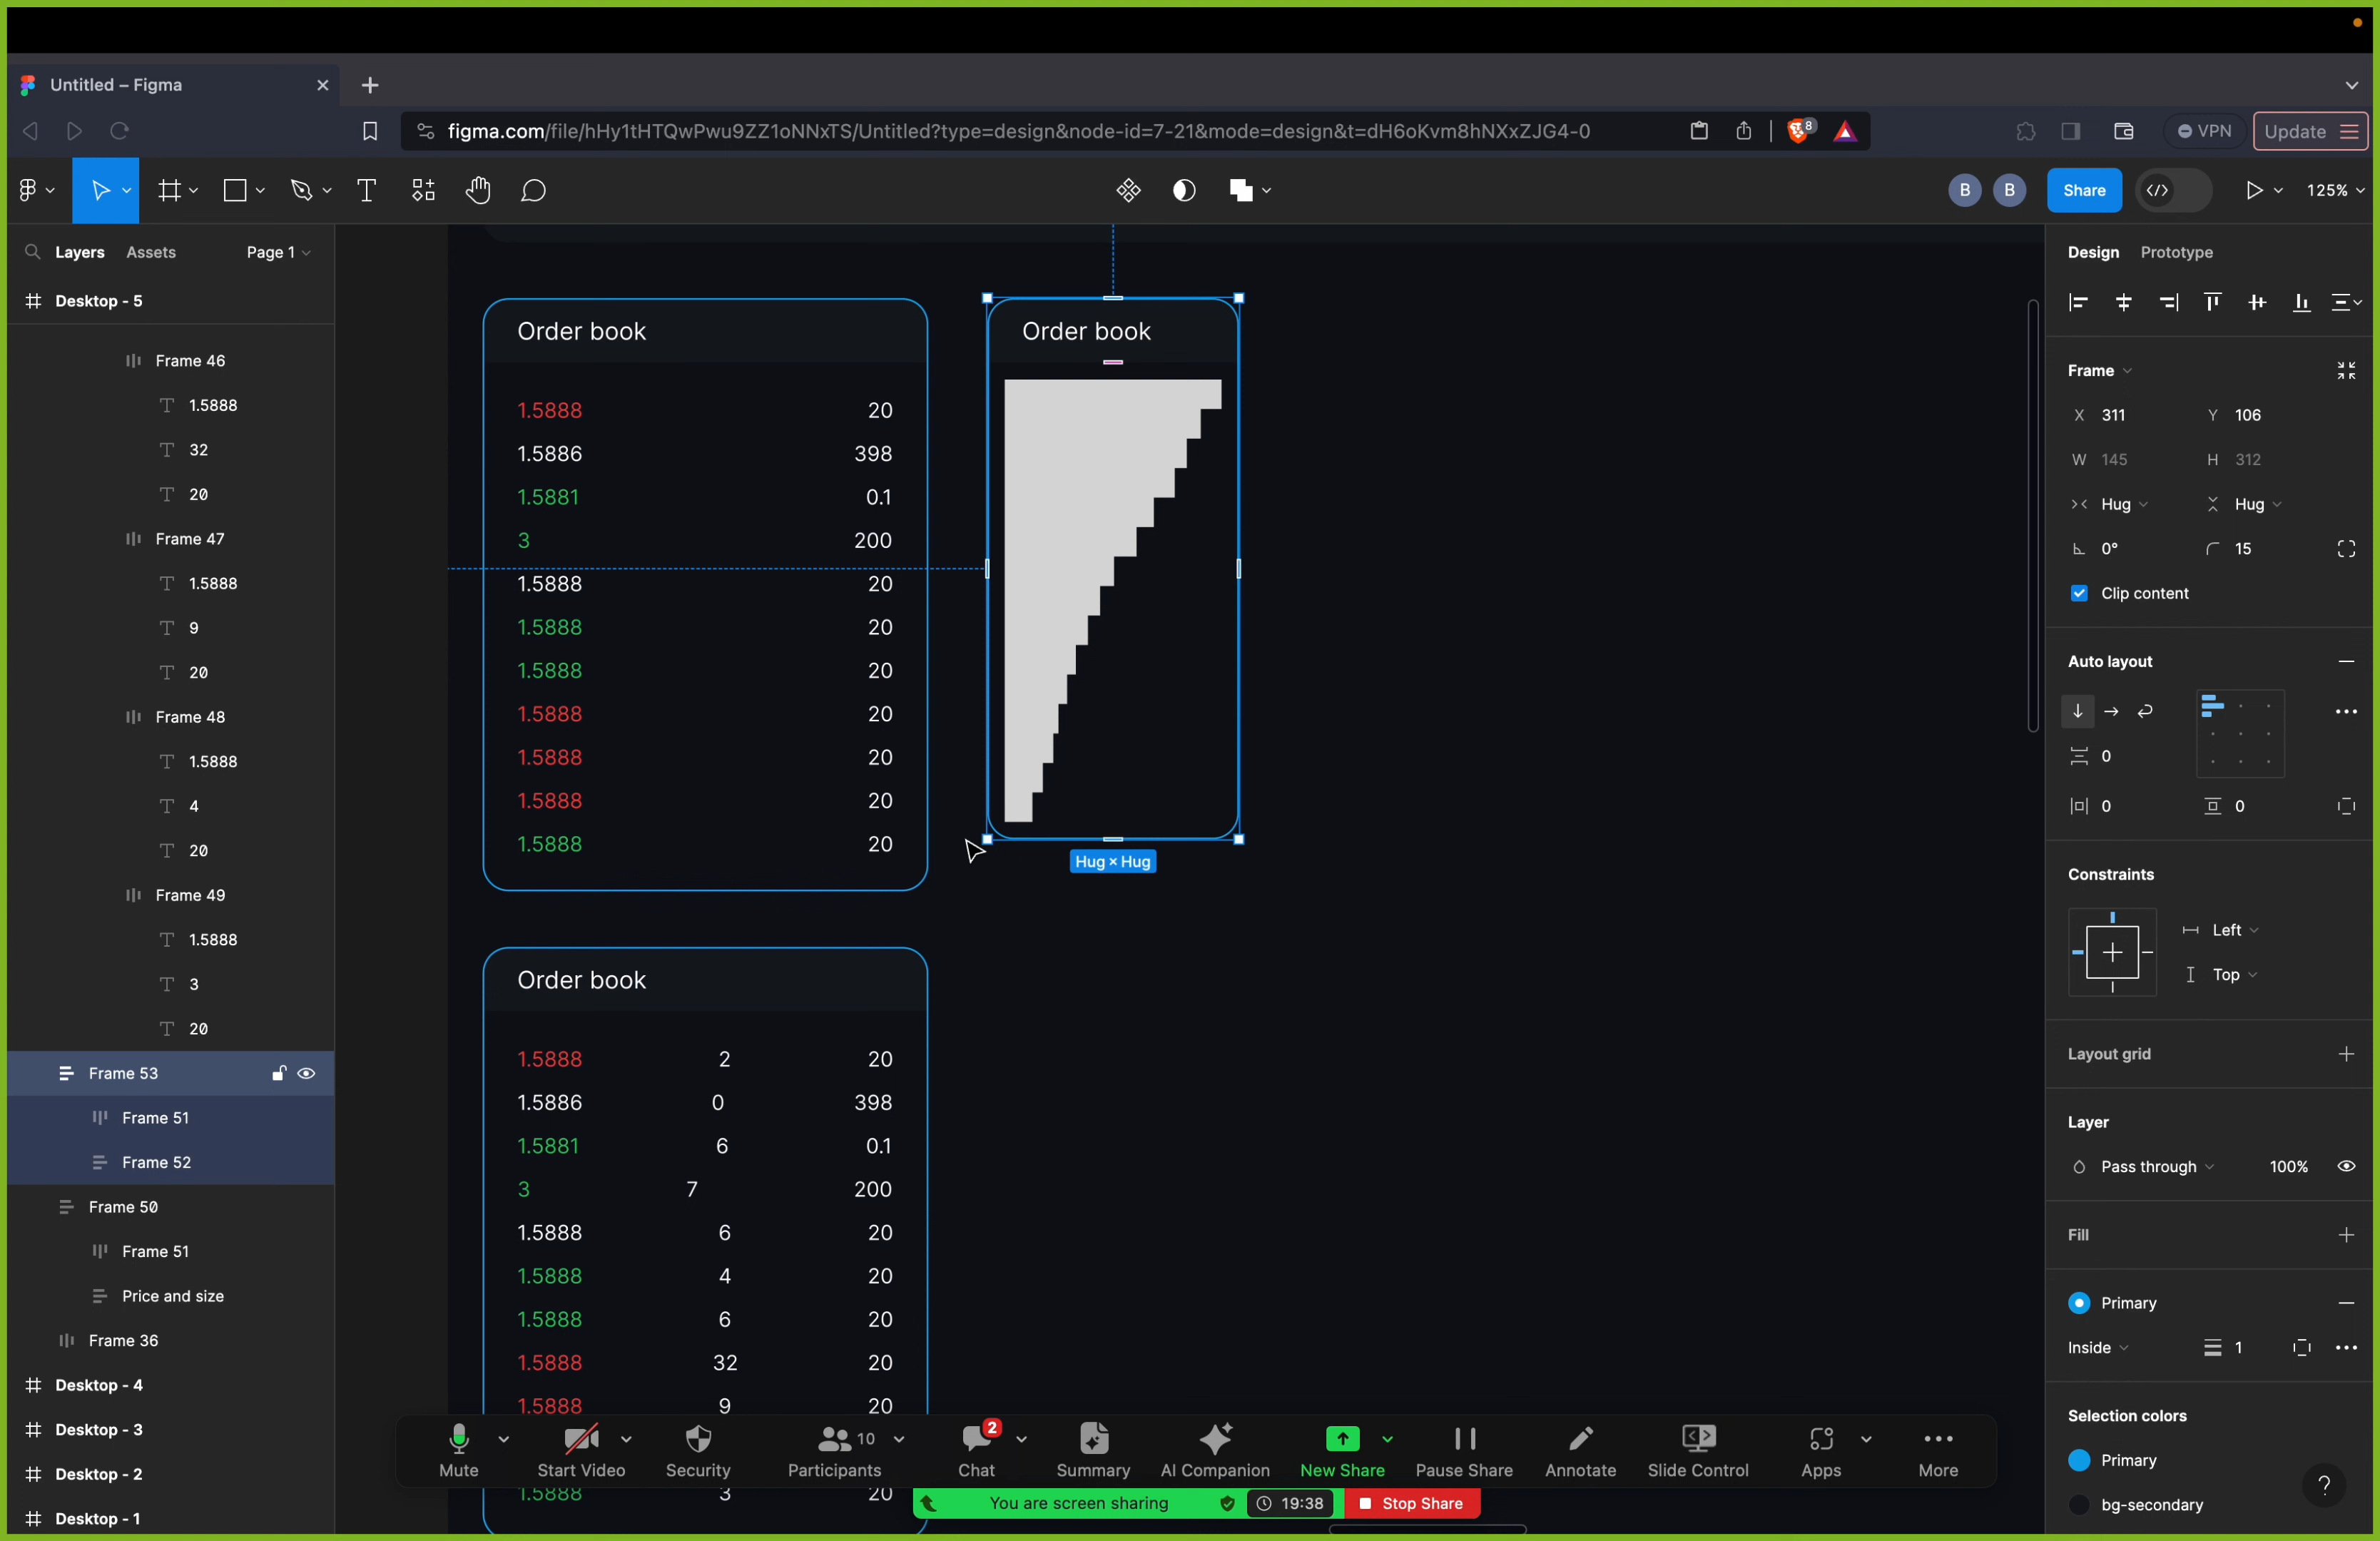 Untitled – Figma
figma.com/file/hHy1tHTQwPwu9ZZ1oNNxTS/Untitled?type=design&node-id=7-21&mode=design&t=dH6oKvm8hNXxZJG4-0
8
VPN
Update
B
B
Share
125%
Layers
Assets
Page 1
Desktop - 5
Frame 46
1.5888
32
20
Frame 47
1.5888
9
20
Frame 48
1.5888
4
20
Frame 49
1.5888
3
20
Frame 53
Frame 51
Frame 52
Frame 50
Frame 51
Price and size
Frame 36
Desktop - 4
Desktop - 3
Desktop - 2
Desktop - 1
Order book
1.5888 20
1.5886 398
1.5881 0.1
3 200
1.5888 20
1.5888 20
1.5888 20
1.5888 20
1.5888 20
1.5888 20
1.5888 20
Order book
Hug × Hug
Order book
1.5888 2 20
1.5886 0 398
1.5881 6 0.1
3 7 200
1.5888 6 20
1.5888 4 20
1.5888 6 20
1.5888 32 20
1.5888 9 20
1.5888 3 20
Design
Prototype
Frame
X 311 Y 106
W 145 H 312
Hug Hug
0° 15
Clip content
Auto layout
0
0 0
Constraints
Left
Top
Layout grid
Layer
Pass through 100%
Fill
Primary
Inside 1
Selection colors
Primary
bg-secondary
?
Mute
Start Video
Security
10
Participants
2
Chat
Summary
AI Companion
New Share
Pause Share
Annotate
Slide Control
Apps
More
You are screen sharing
19:38
Stop Share